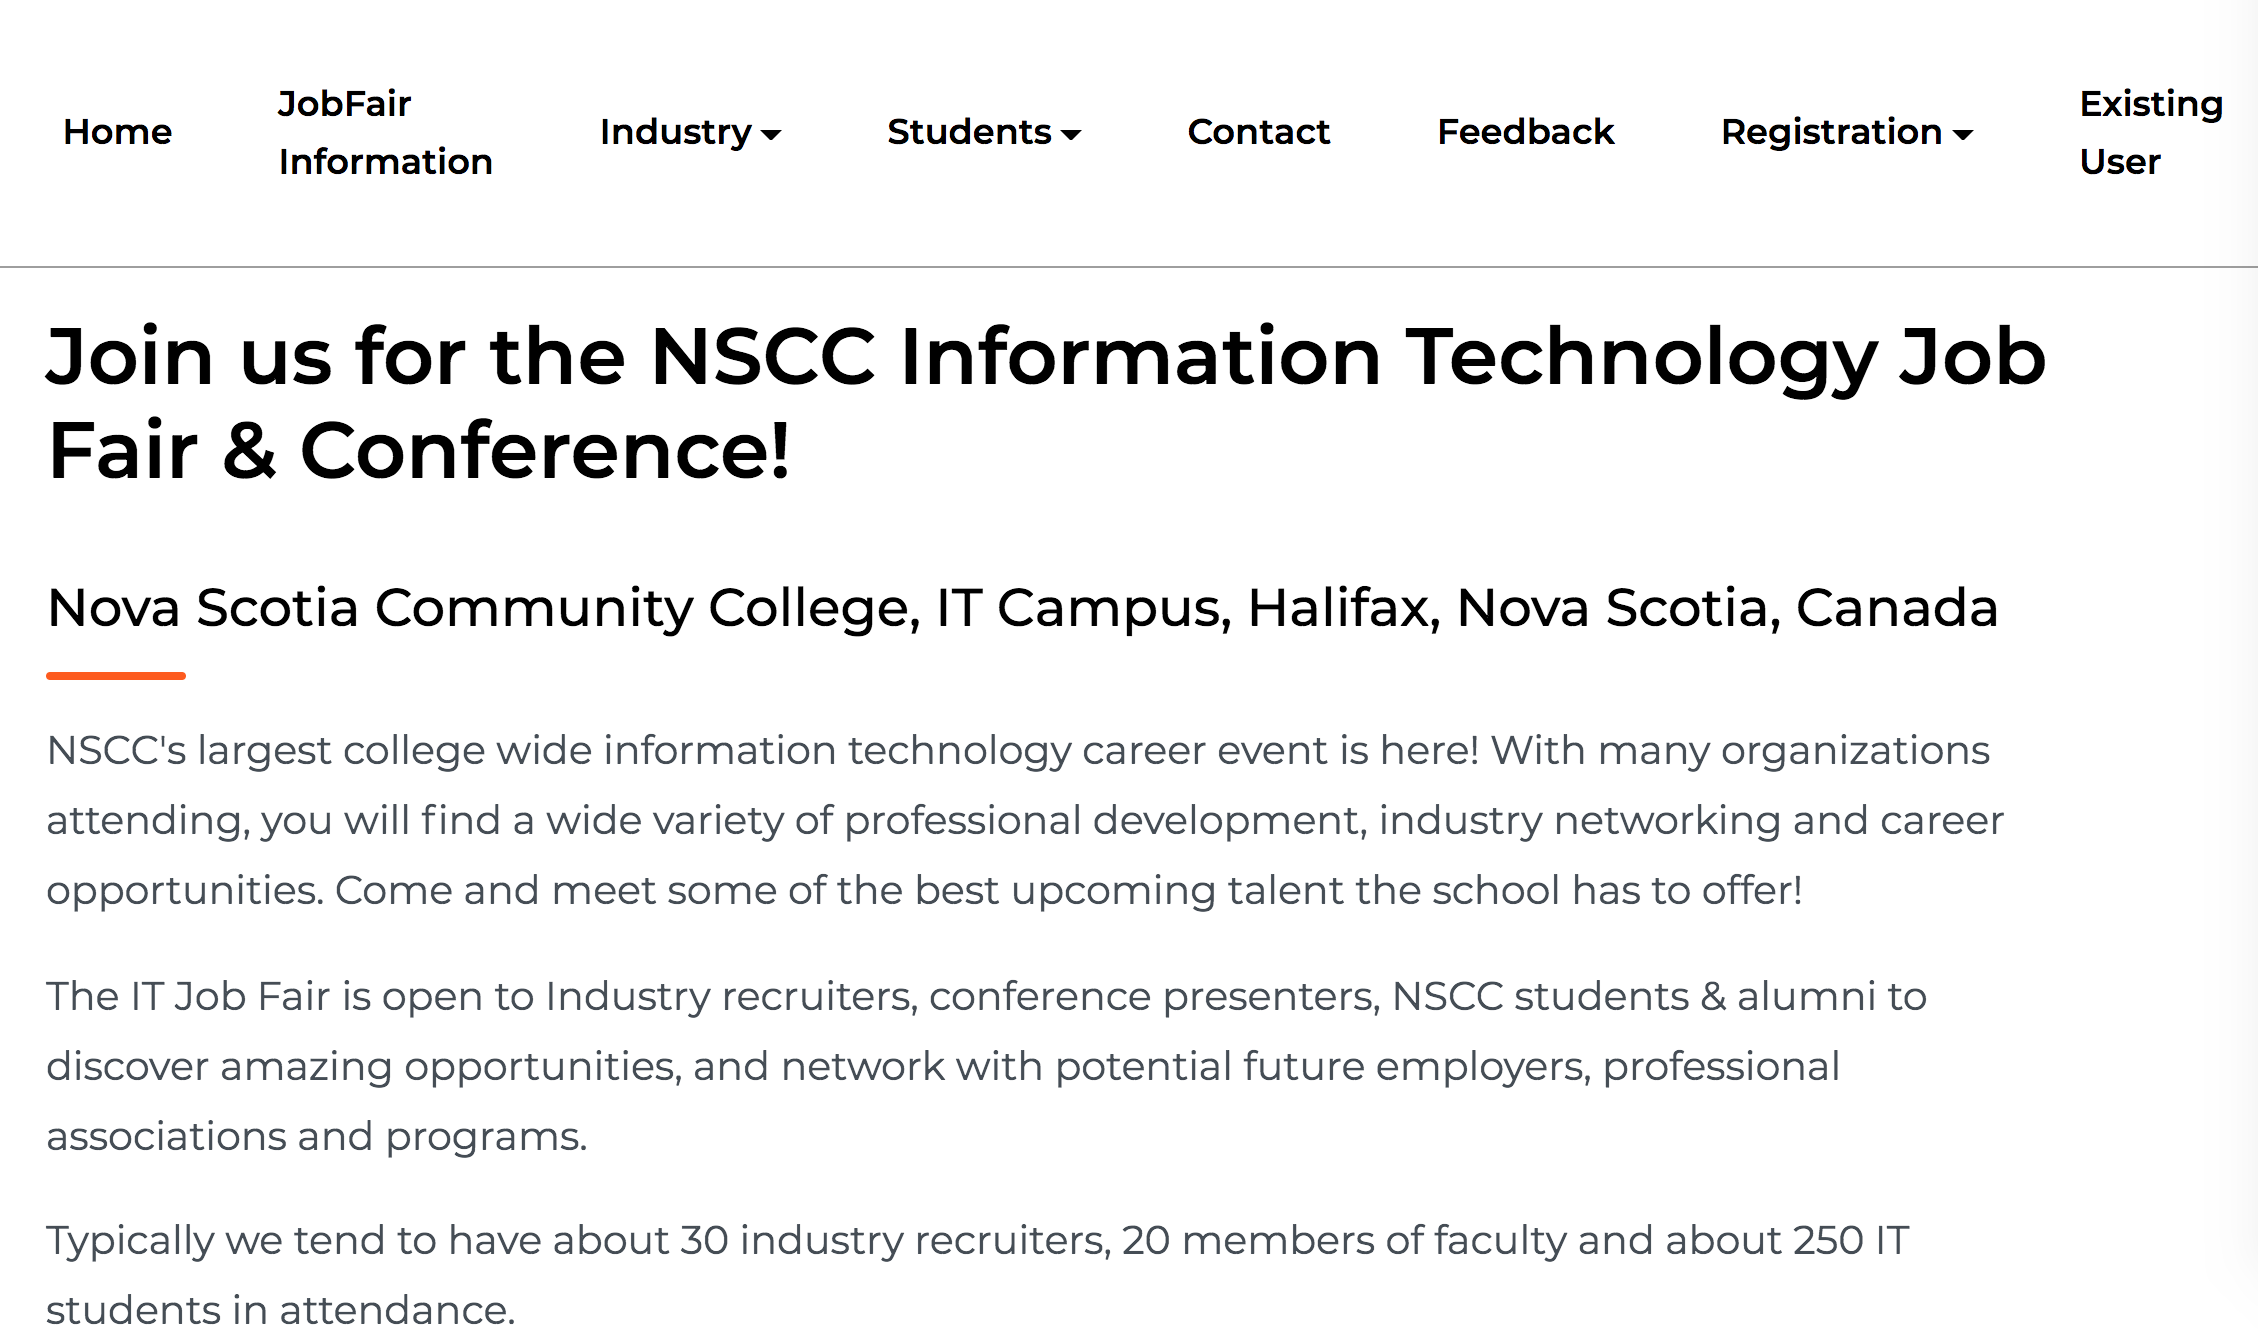 Home
JobFair
Information
Industry
Students
Contact
Feedback
Registration
Existing
User
Join us for the NSCC Information Technology Job
Fair & Conference!
Nova Scotia Community College, IT Campus, Halifax, Nova Scotia, Canada
NSCC's largest college wide information technology career event is here! With many organizations
attending, you will find a wide variety of professional development, industry networking and career
opportunities. Come and meet some of the best upcoming talent the school has to offer!
The IT Job Fair is open to Industry recruiters, conference presenters, NSCC students & alumni to
discover amazing opportunities, and network with potential future employers, professional
associations and programs.
Typically we tend to have about 30 industry recruiters, 20 members of faculty and about 250 IT
students in attendance.